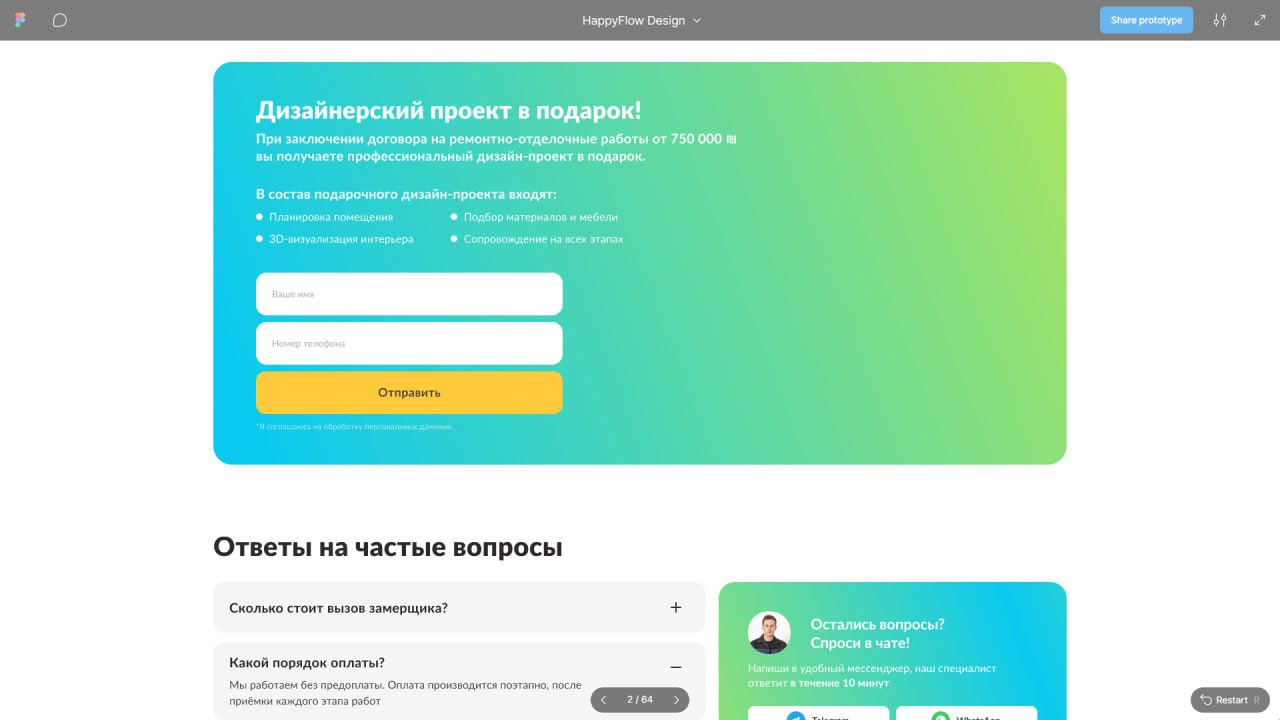 HappyFlow Design
Share prototype
Дизайнерский проект в подарок!
При заключении договора на ремонтно-отделочные работы от 750 000 ₪
вы получаете профессиональный дизайн-проект в подарок.
В состав подарочного дизайн-проекта входят:
Планировка помещения
Подбор материалов и мебели
3D-визуализация интерьера
Сопровождение на всех этапах
Ваше имя
Номер телефона
Отправить
*Я соглашаюсь на обработку персональных данных.
Ответы на частые вопросы
Сколько стоит вызов замерщика?
Какой порядок оплаты?
Мы работаем без предоплаты. Оплата производится поэтапно, после
приёмки каждого этапа работ
Остались вопросы?
Спроси в чате!
Напиши в удобный мессенджер, наш специалист
ответит в течение 10 минут
Telegram
WhatsApp
2 / 64
Restart R